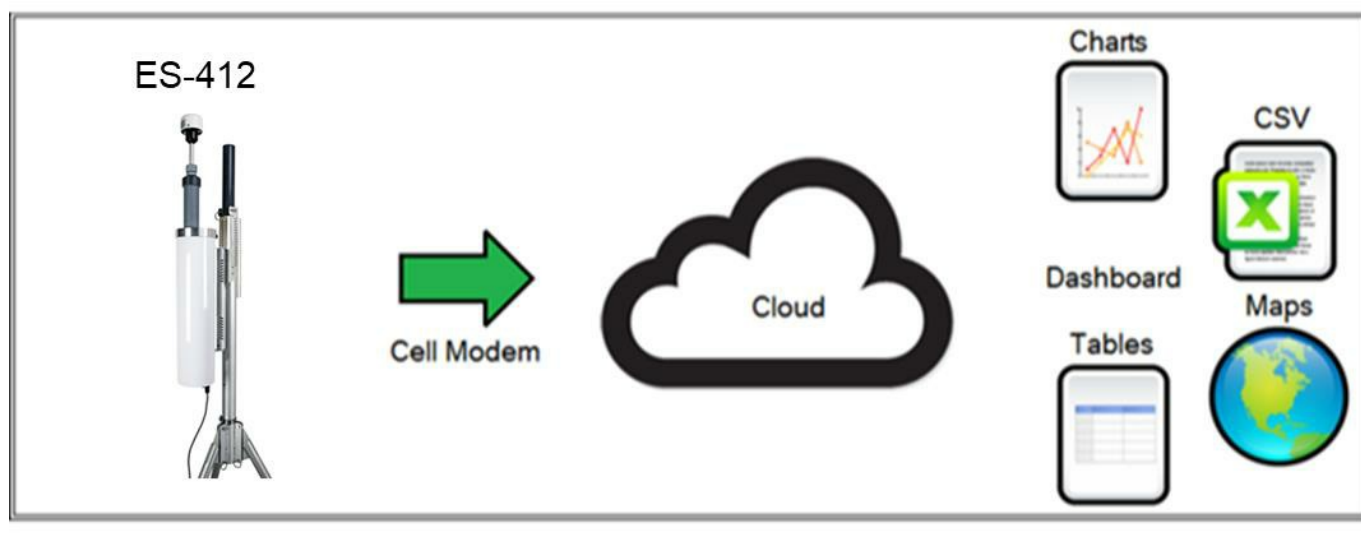 ES-412
Cell Modem
Cloud
Charts
CSV
Dashboard
Maps
Tables
X